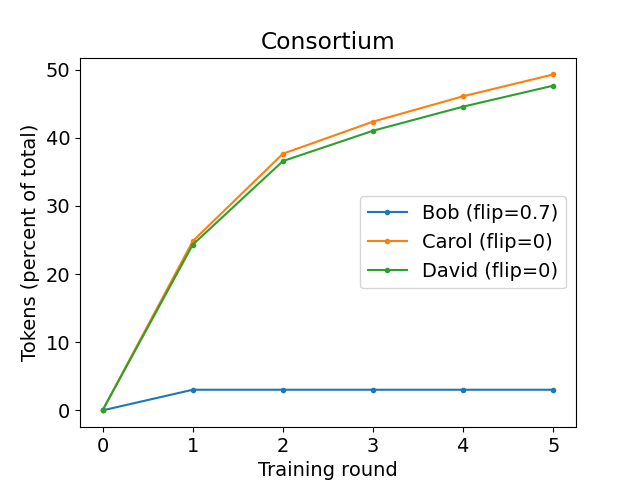 Consortium
Tokens (percent of total)
50
40
30
20
10
0
Bob (flip=0.7)
Carol (flip=0)
David (flip=0)
0 1 2 3 4 5
Training round